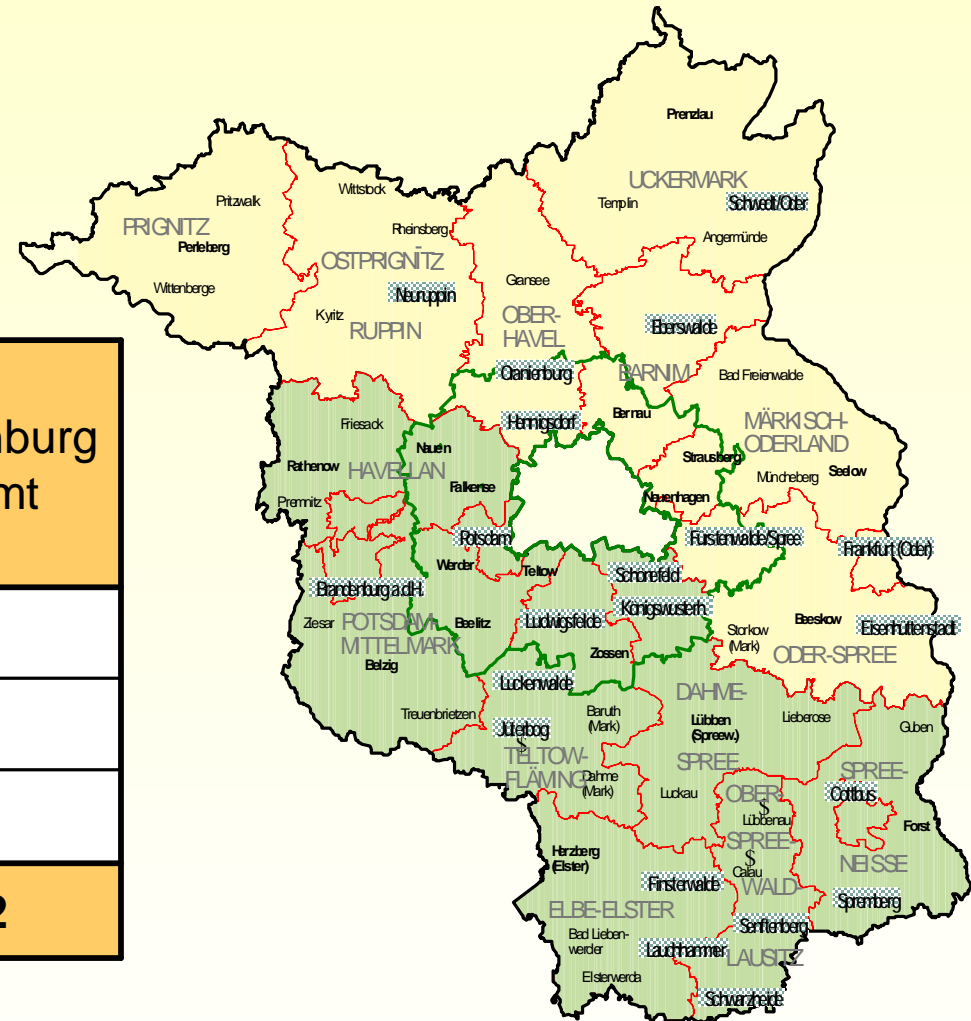 Prenzlau
UCKERMARK
Templin
Schwedt/Oder
Angermünde
Pritzwalk
PRIGNITZ
Perleberg
Wittenberge
Wittstock
Rheinsberg
OSTPRIGNITZ
Neuruppin
Kyritz
RUPPIN
Gransee
OBER-
HAVEL
Oranienburg
Hennigsdorf
Eberswalde
BARNIM
Bernau
Bad Freienwalde
MÄRKISCH-
ODERLAND
Strausberg
Müncheberg
Seelow
Neuenhagen
nburg
mt
2
Friesack
Nauen
Rathenow
HAVELLAN
Falkensee
Premnitz
Potsdam
Werder
Teltow
Brandenburg a.d.H.
Ziesar
POTSDAM-
MITTELMARK
Beelitz
Belzig
Treuenbrietzen
Ludwigsfelde
Schönefeld
Königswusterh.
Zossen
Luckenwalde
Fürstenwalde/Spree
Frankfurt (Oder)
Beeskow
Eisenhüttenstadt
Storkow
(Mark)
ODER-SPREE
Jüterbog
$
Baruth
(Mark)
TELTOW-
FLÄMING
Dahme
(Mark)
DAHME-
Lübben
(Spreew.)
SPREE
Luckau
Lieberose
Guben
SPREE-
Cottbus
Forst
NEISSE
Spremberg
OBER-
$
Lübbenau
SPREE-
$
Calau
WALD-
Senftenberg
LAUSITZ
Herzberg
(Elster)
Finsterwalde
ELBE-ELSTER
Bad Lieben-
werder
Lauchhammer
Elsterwerda
Schwarzheide